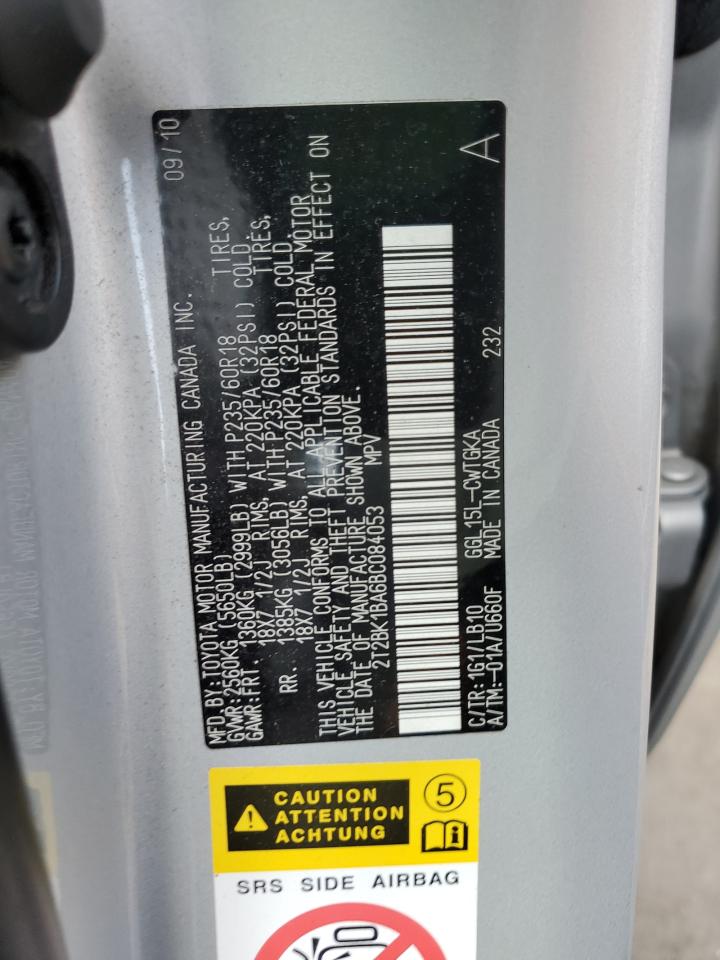 MFD. BY: TOYOTA MOTOR MANUFACTURING CANADA INC. 09/10
GVWR: 2560KG (5650LB)
GAWR: FRT. 1360KG (2999LB) WITH P235/60R18 TIRES,
18X7 1/2J RIMS, AT 220KPA (32PSI) COLD.
RR. 1385KG (3056LB) WITH P235/60R18 TIRES,
18X7 1/2J RIMS, AT 220KPA (32PSI) COLD.
THIS VEHICLE CONFORMS TO ALL APPLICABLE FEDERAL MOTOR
VEHICLE SAFETY AND THEFT PREVENTION STANDARDS IN EFFECT ON
THE DATE OF MANUFACTURE SHOWN ABOVE.
2T2BK1BA6BC084053 MPV
A
C/TR: 1G1/LB10 GGL15L-CWTGKA
A/TM: -01A/U660F MADE IN CANADA 232
CAUTION
ATTENTION
ACHTUNG
5
SRS SIDE AIRBAG